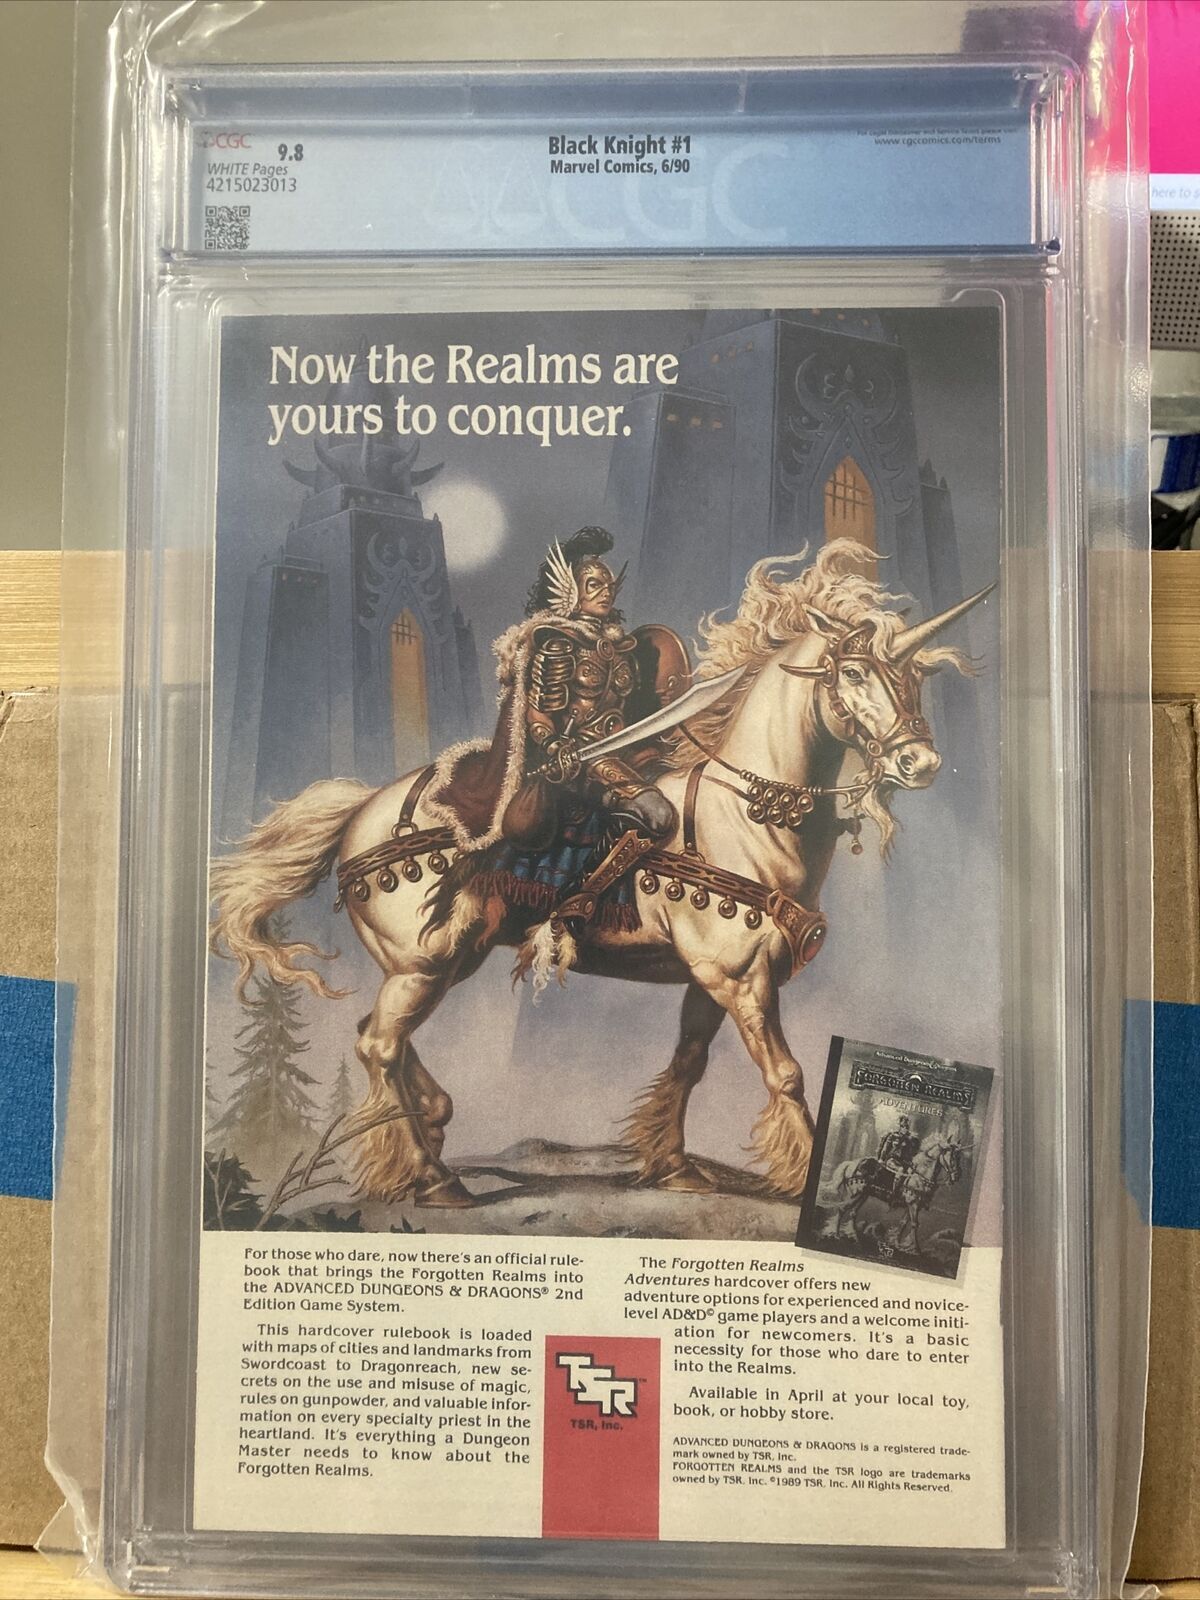 CGC
9.8
WHITE Pages
4215023013
Black Knight #1
Marvel Comics, 6/90
www.cgccomics.com/terms
here to s
CGC
Now the Realms are
yours to conquer.
Advanced Dungeons & Dragons
FORGOTTEN REALMS
ADVENTURES
For those who dare, now there's an official rule-
book that brings the Forgotten Realms into
the ADVANCED DUNGEONS & DRAGONS® 2nd
Edition Game System.
This hardcover rulebook is loaded
with maps of cities and landmarks from
Swordcoast to Dragonreach, new se-
crets on the use and misuse of magic,
rules on gunpowder, and valuable infor-
mation on every specialty priest in the
heartland. It's everything a Dungeon
Master needs to know about the
Forgotten Realms.
TSR™
TSR, Inc.
The Forgotten Realms
Adventures hardcover offers new
adventure options for experienced and novice-
level AD&D© game players and a welcome initi-
ation for newcomers. It's a basic
necessity for those who dare to enter
into the Realms.
Available in April at your local toy,
book, or hobby store.
ADVANCED DUNGEONS & DRAGONS is a registered trade-
mark owned by TSR, Inc.
FORGOTTEN REALMS and the TSR logo are trademarks
owned by TSR, Inc. ©1989 TSR, Inc. All Rights Reserved.